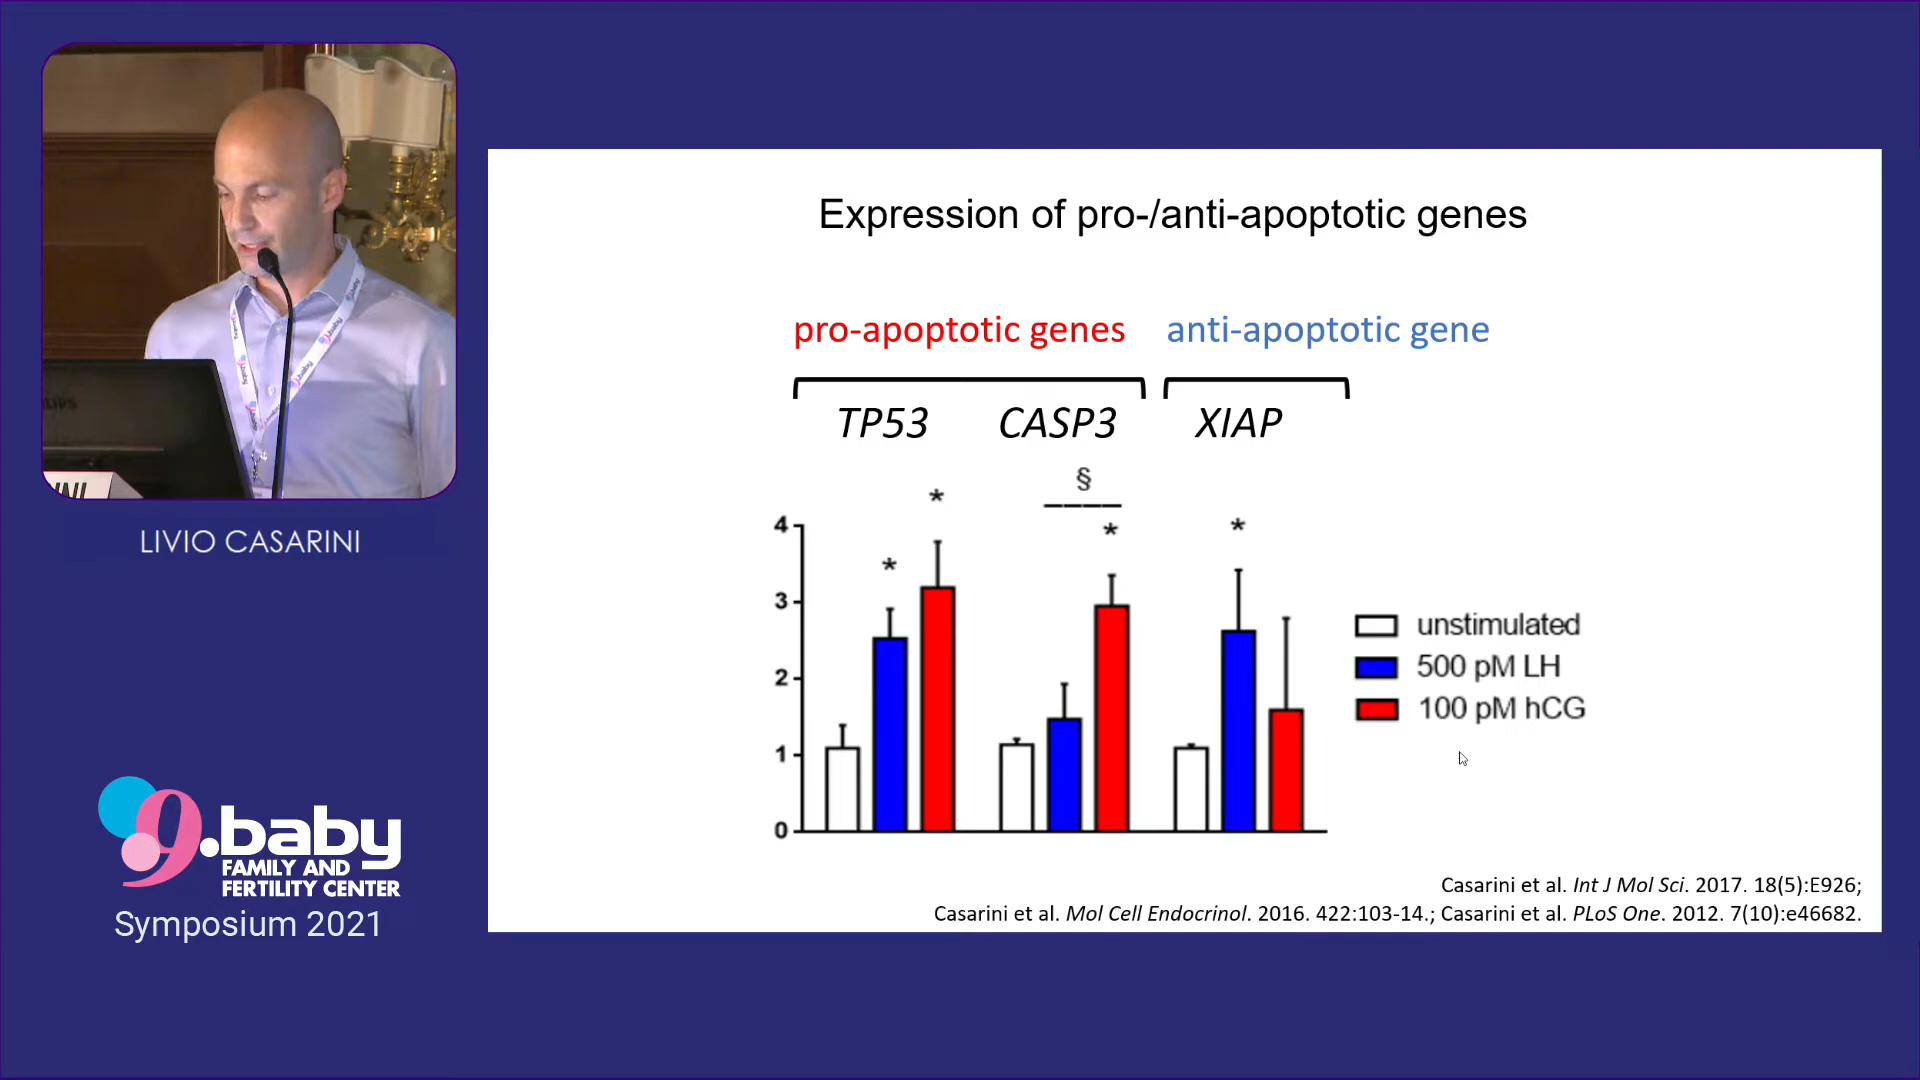 Expression of pro-/anti-apoptotic genes
pro-apoptotic genes anti-apoptotic gene
TP53 CASP3 XIAP
§
* * * *
4
3
2
1
0
unstimulated
500 pM LH
100 pM hCG
Casarini et al. Int J Mol Sci. 2017. 18(5):E926;
Casarini et al. Mol Cell Endocrinol. 2016. 422:103-14.; Casarini et al. PLoS One. 2012. 7(10):e46682.
LIVIO CASARINI
9.baby
FAMILY AND
FERTILITY CENTER
Symposium 2021